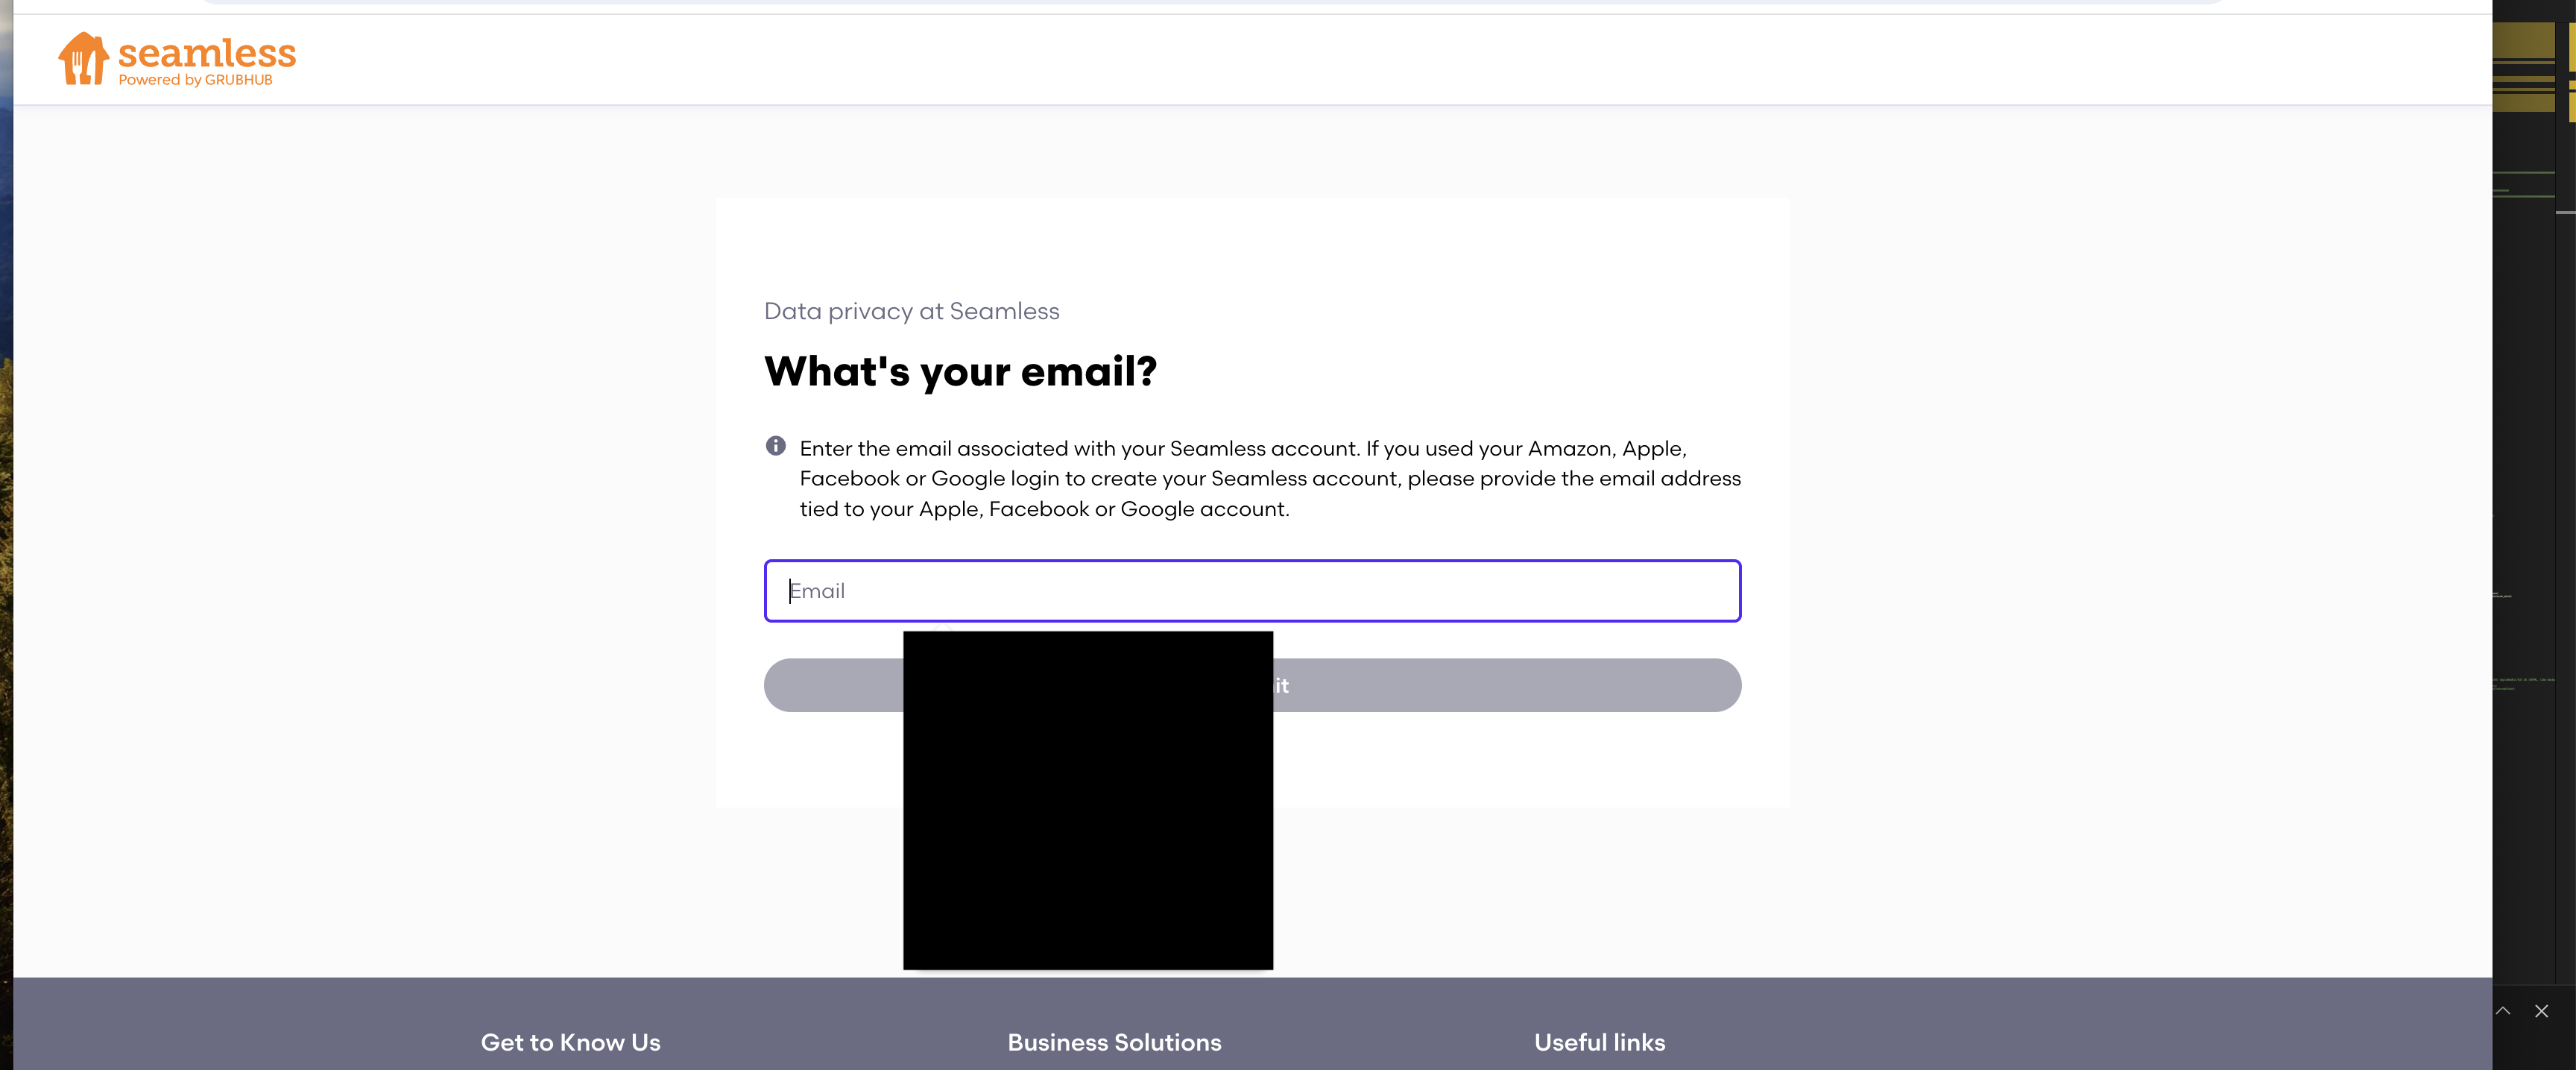 seamless
Powered by GRUBHUB
Data privacy at Seamless
What's your email?
Enter the email associated with your Seamless account. If you used your Amazon, Apple,
Facebook or Google login to create your Seamless account, please provide the email address
tied to your Apple, Facebook or Google account.
Email
Get to Know Us
Business Solutions
Useful links